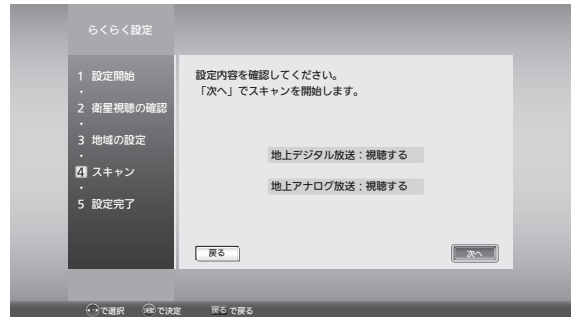 らくらく設定
1 設定開始
2 衛星視聴の確認
3 地域の設定
4 スキャン
5 設定完了
設定内容を確認してください。
「次へ」でスキャンを開始します。
地上デジタル放送：視聴する
地上アナログ放送：視聴する
戻る
次へ
で選択 決定 で決定 戻る で戻る